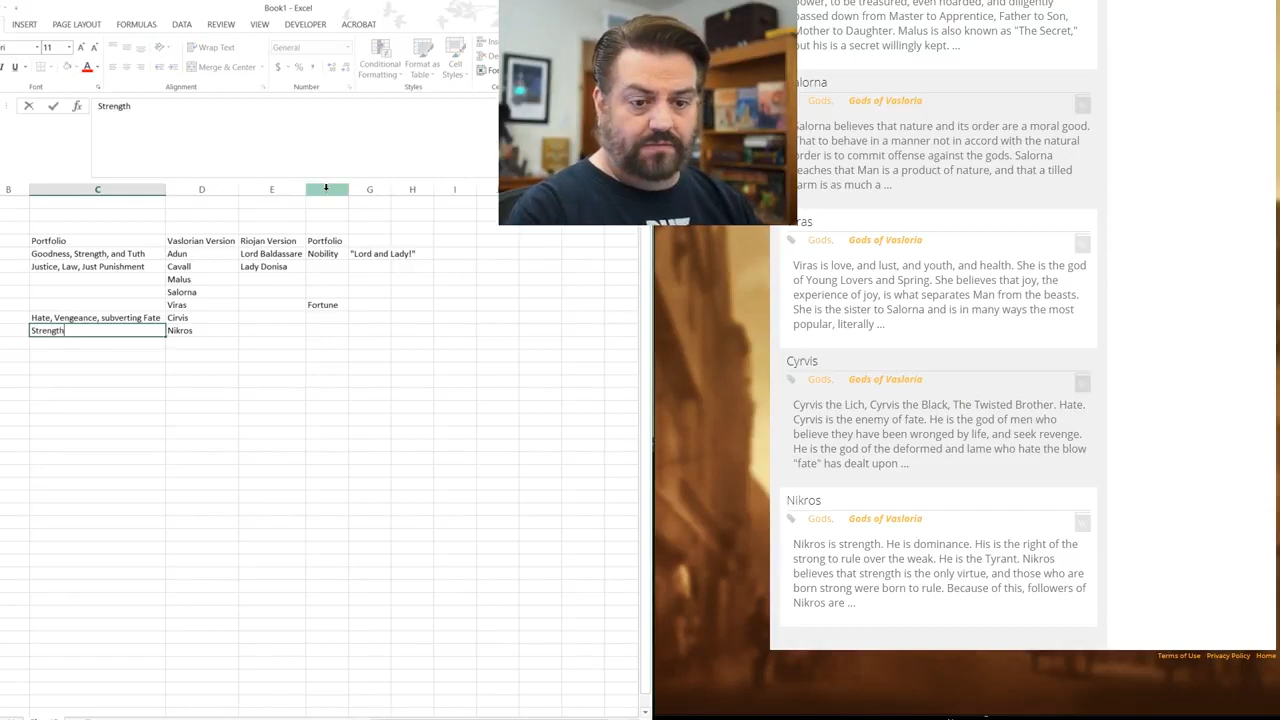 Book1 - Excel
INSERT PAGE LAYOUT FORMULAS DATA REVIEW VIEW DEVELOPER ACROBAT
11 A A Wrap Text General
U A Merge & Center $ % Conditional Formatting Format as Table Cell Styles
Font Alignment Number Styles
fx Strength
B C D E G H I J
Portfolio Vaslorian Version Riojan Version Portfolio
Goodness, Strength, and Tuth Adun Lord Baldassare Nobility "Lord and Lady!"
Justice, Law, Just Punishment Cavall Lady Donisa
Malus
Salorna
Viras Fortune
Hate, Vengeance, subverting Fate Cirvis
Strength Nikros
power, to be treasured, even hoarded, and diligently
passed down from Master to Apprentice, Father to Son,
Mother to Daughter. Malus is also known as "The Secret,"
but his is a secret willingly kept. ...
alorna
Gods, Gods of Vasloria
Salorna believes that nature and its order are a moral good.
That to behave in a manner not in accord with the natural
order is to commit offense against the gods. Salorna
teaches that Man is a product of nature, and that a tilled
farm is as much a ...
ras
Gods, Gods of Vasloria
Viras is love, and lust, and youth, and health. She is the god
of Young Lovers and Spring. She believes that joy, the
experience of joy, is what separates Man from the beasts.
She is the sister to Salorna and is in many ways the most
popular, literally ...
Cyrvis
Gods, Gods of Vasloria
Cyrvis the Lich, Cyrvis the Black, The Twisted Brother. Hate.
Cyrvis is the enemy of fate. He is the god of men who
believe they have been wronged by life, and seek revenge.
He is the god of the deformed and lame who hate the blow
"fate" has dealt upon ...
Nikros
Gods, Gods of Vasloria
Nikros is strength. He is dominance. His is the right of the
strong to rule over the weak. He is the Tyrant. Nikros
believes that strength is the only virtue, and those who are
born strong were born to rule. Because of this, followers of
Nikros are ...
Terms of Use Privacy Policy Home